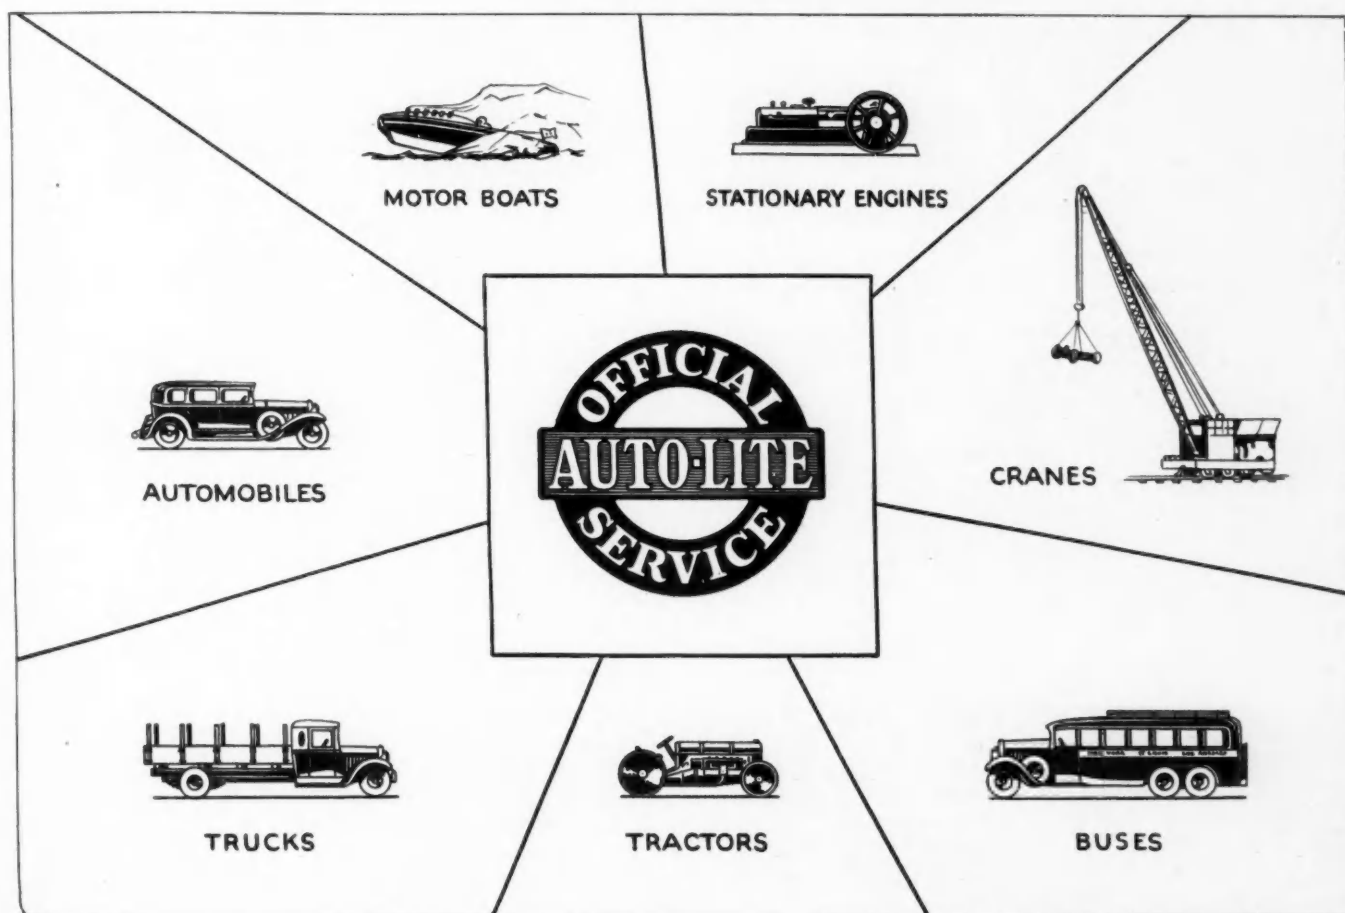 MOTOR BOATS
STATIONARY ENGINES
AUTOMOBILES
OFFICIAL
AUTO-LITE
SERVICE
CRANES
TRUCKS
TRACTORS
BUSES